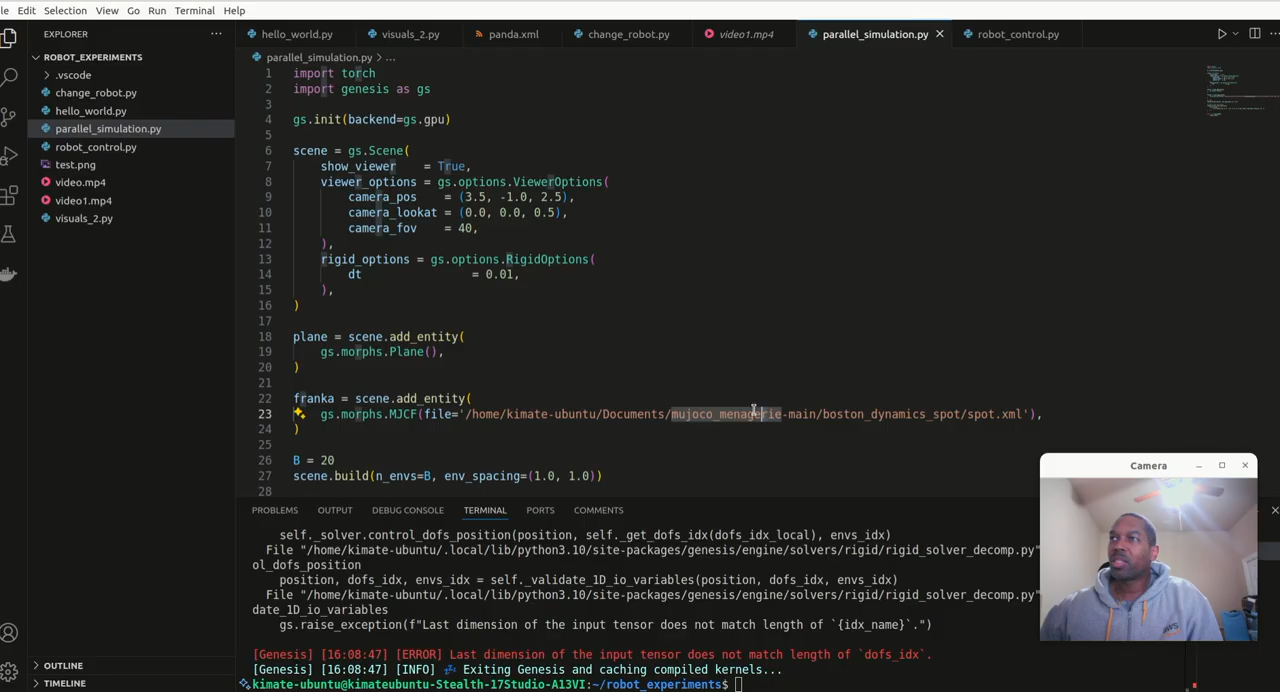 le Edit Selection View Go Run Terminal Help
EXPLORER ...
hello_world.py visuals_2.py panda.xml change_robot.py video1.mp4 parallel_simulation.py robot_control.py
ROBOT_EXPERIMENTS
.vscode
change_robot.py
hello_world.py
parallel_simulation.py
robot_control.py
test.png
video.mp4
video1.mp4
visuals_2.py
OUTLINE
TIMELINE
parallel_simulation.py > ...
1 import torch
2 import genesis as gs
3
4 gs.init(backend=gs.gpu)
5
6 scene = gs.Scene(
7 show_viewer = True,
8 viewer_options = gs.options.ViewerOptions(
9 camera_pos = (3.5, -1.0, 2.5),
10 camera_lookat = (0.0, 0.0, 0.5),
11 camera_fov = 40,
12 ),
13 rigid_options = gs.options.RigidOptions(
14 dt = 0.01,
15 ),
16 )
17
18 plane = scene.add_entity(
19 gs.morphs.Plane(),
20 )
21
22 franka = scene.add_entity(
23 gs.morphs.MJCF(file='/home/kimate-ubuntu/Documents/mujoco_menagerie-main/boston_dynamics_spot/spot.xml'),
24 )
25
26 B = 20
27 scene.build(n_envs=B, env_spacing=(1.0, 1.0))
28
PROBLEMS OUTPUT DEBUG CONSOLE TERMINAL PORTS COMMENTS
self._solver.control_dofs_position(position, self._get_dofs_idx(dofs_idx_local), envs_idx)
File "/home/kimate-ubuntu/.local/lib/python3.10/site-packages/genesis/engine/solvers/rigid/rigid_solver_decomp.py"
ol_dofs_position
position, dofs_idx, envs_idx = self._validate_1D_io_variables(position, dofs_idx, envs_idx)
File "/home/kimate-ubuntu/.local/lib/python3.10/site-packages/genesis/engine/solvers/rigid/rigid_solver_decomp.py"
date_1D_io_variables
gs.raise_exception(f"Last dimension of the input tensor does not match length of `{idx_name}`.")
[Genesis] [16:08:47] [ERROR] Last dimension of the input tensor does not match length of `dofs_idx`.
[Genesis] [16:08:47] [INFO] 💤 Exiting Genesis and caching compiled kernels...
kimate-ubuntu@kimateubuntu-Stealth-17Studio-A13VI:~/robot_experiments$
Camera
aws